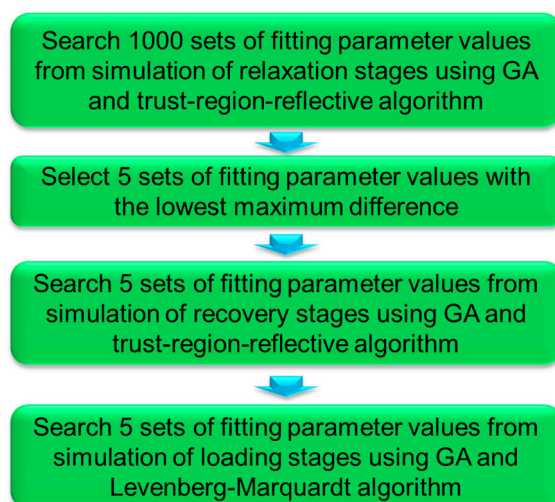 Search 1000 sets of fitting parameter values
from simulation of relaxation stages using GA
and trust-region-reflective algorithm
Select 5 sets of fitting parameter values with
the lowest maximum difference
Search 5 sets of fitting parameter values from
simulation of recovery stages using GA and
trust-region-reflective algorithm
Search 5 sets of fitting parameter values from
simulation of loading stages using GA and
Levenberg-Marquardt algorithm